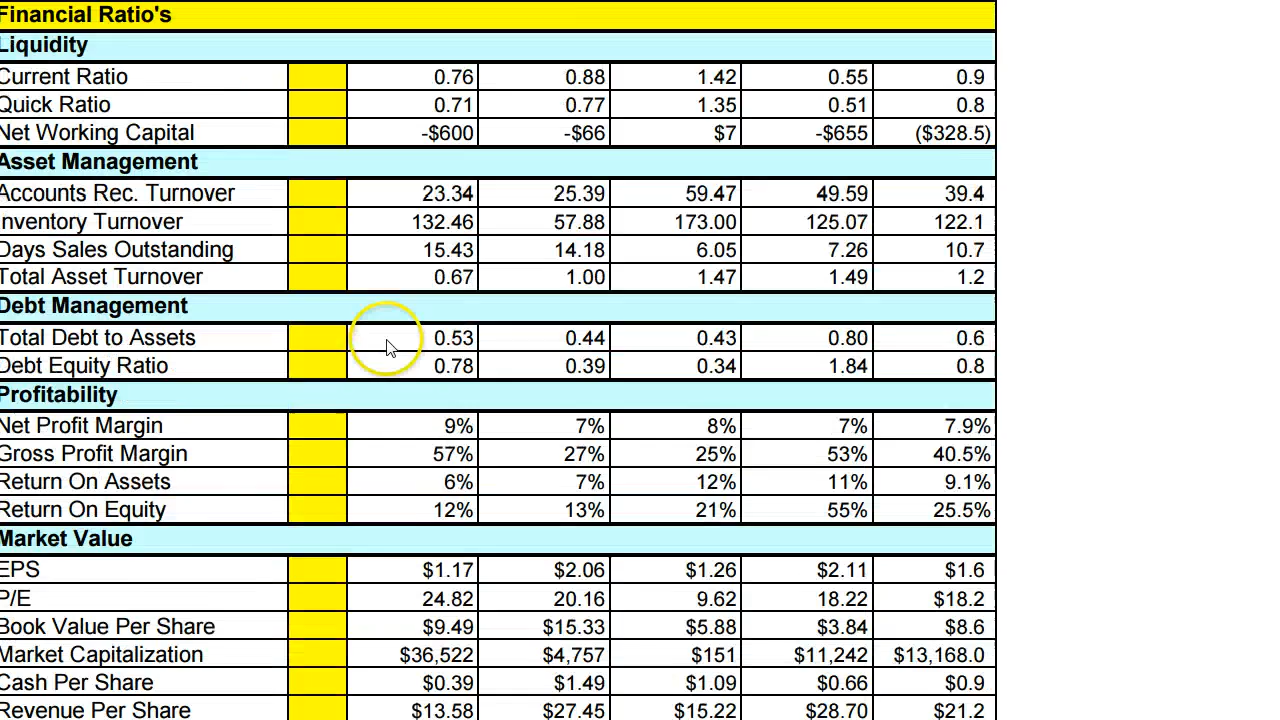 Financial Ratio's
Liquidity
Current Ratio 0.76 0.88 1.42 0.55 0.9
Quick Ratio 0.71 0.77 1.35 0.51 0.8
Net Working Capital -$600 -$66 $7 -$655 ($328.5)
Asset Management
Accounts Rec. Turnover 23.34 25.39 59.47 49.59 39.4
Inventory Turnover 132.46 57.88 173.00 125.07 122.1
Days Sales Outstanding 15.43 14.18 6.05 7.26 10.7
Total Asset Turnover 0.67 1.00 1.47 1.49 1.2
Debt Management
Total Debt to Assets 0.53 0.44 0.43 0.80 0.6
Debt Equity Ratio 0.78 0.39 0.34 1.84 0.8
Profitability
Net Profit Margin 9% 7% 8% 7% 7.9%
Gross Profit Margin 57% 27% 25% 53% 40.5%
Return On Assets 6% 7% 12% 11% 9.1%
Return On Equity 12% 13% 21% 55% 25.5%
Market Value
EPS $1.17 $2.06 $1.26 $2.11 $1.6
P/E 24.82 20.16 9.62 18.22 $18.2
Book Value Per Share $9.49 $15.33 $5.88 $3.84 $8.6
Market Capitalization $36,522 $4,757 $151 $11,242 $13,168.0
Cash Per Share $0.39 $1.49 $1.09 $0.66 $0.9
Revenue Per Share $13.58 $27.45 $15.22 $28.70 $21.2